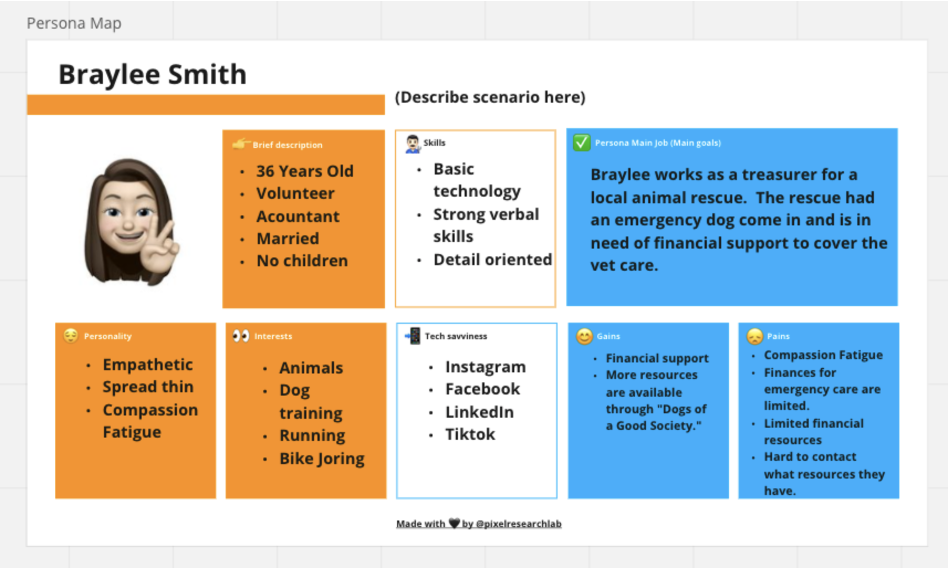 Persona Map
Braylee Smith
(Describe scenario here)
Brief description
• 36 Years Old
• Volunteer
• Acountant
• Married
• No children
Skills
• Basic
technology
• Strong verbal
skills
• Detail oriented
Persona Main Job (Main goals)
Braylee works as a treasurer for a
local animal rescue. The rescue had
an emergency dog come in and is in
need of financial support to cover the
vet care.
Personality
• Empathetic
• Spread thin
• Compassion
Fatigue
Interests
• Animals
• Dog
training
• Running
• Bike Joring
Tech savviness
• Instagram
• Facebook
• LinkedIn
• Tiktok
Gains
• Financial support
• More resources
are available
through "Dogs of
a Good Society."
Pains
• Compassion Fatigue
• Finances for
emergency care are
limited.
• Limited financial
resources
• Hard to contact
what resources they
have.
Made with 🖤 by @pixelresearchlab